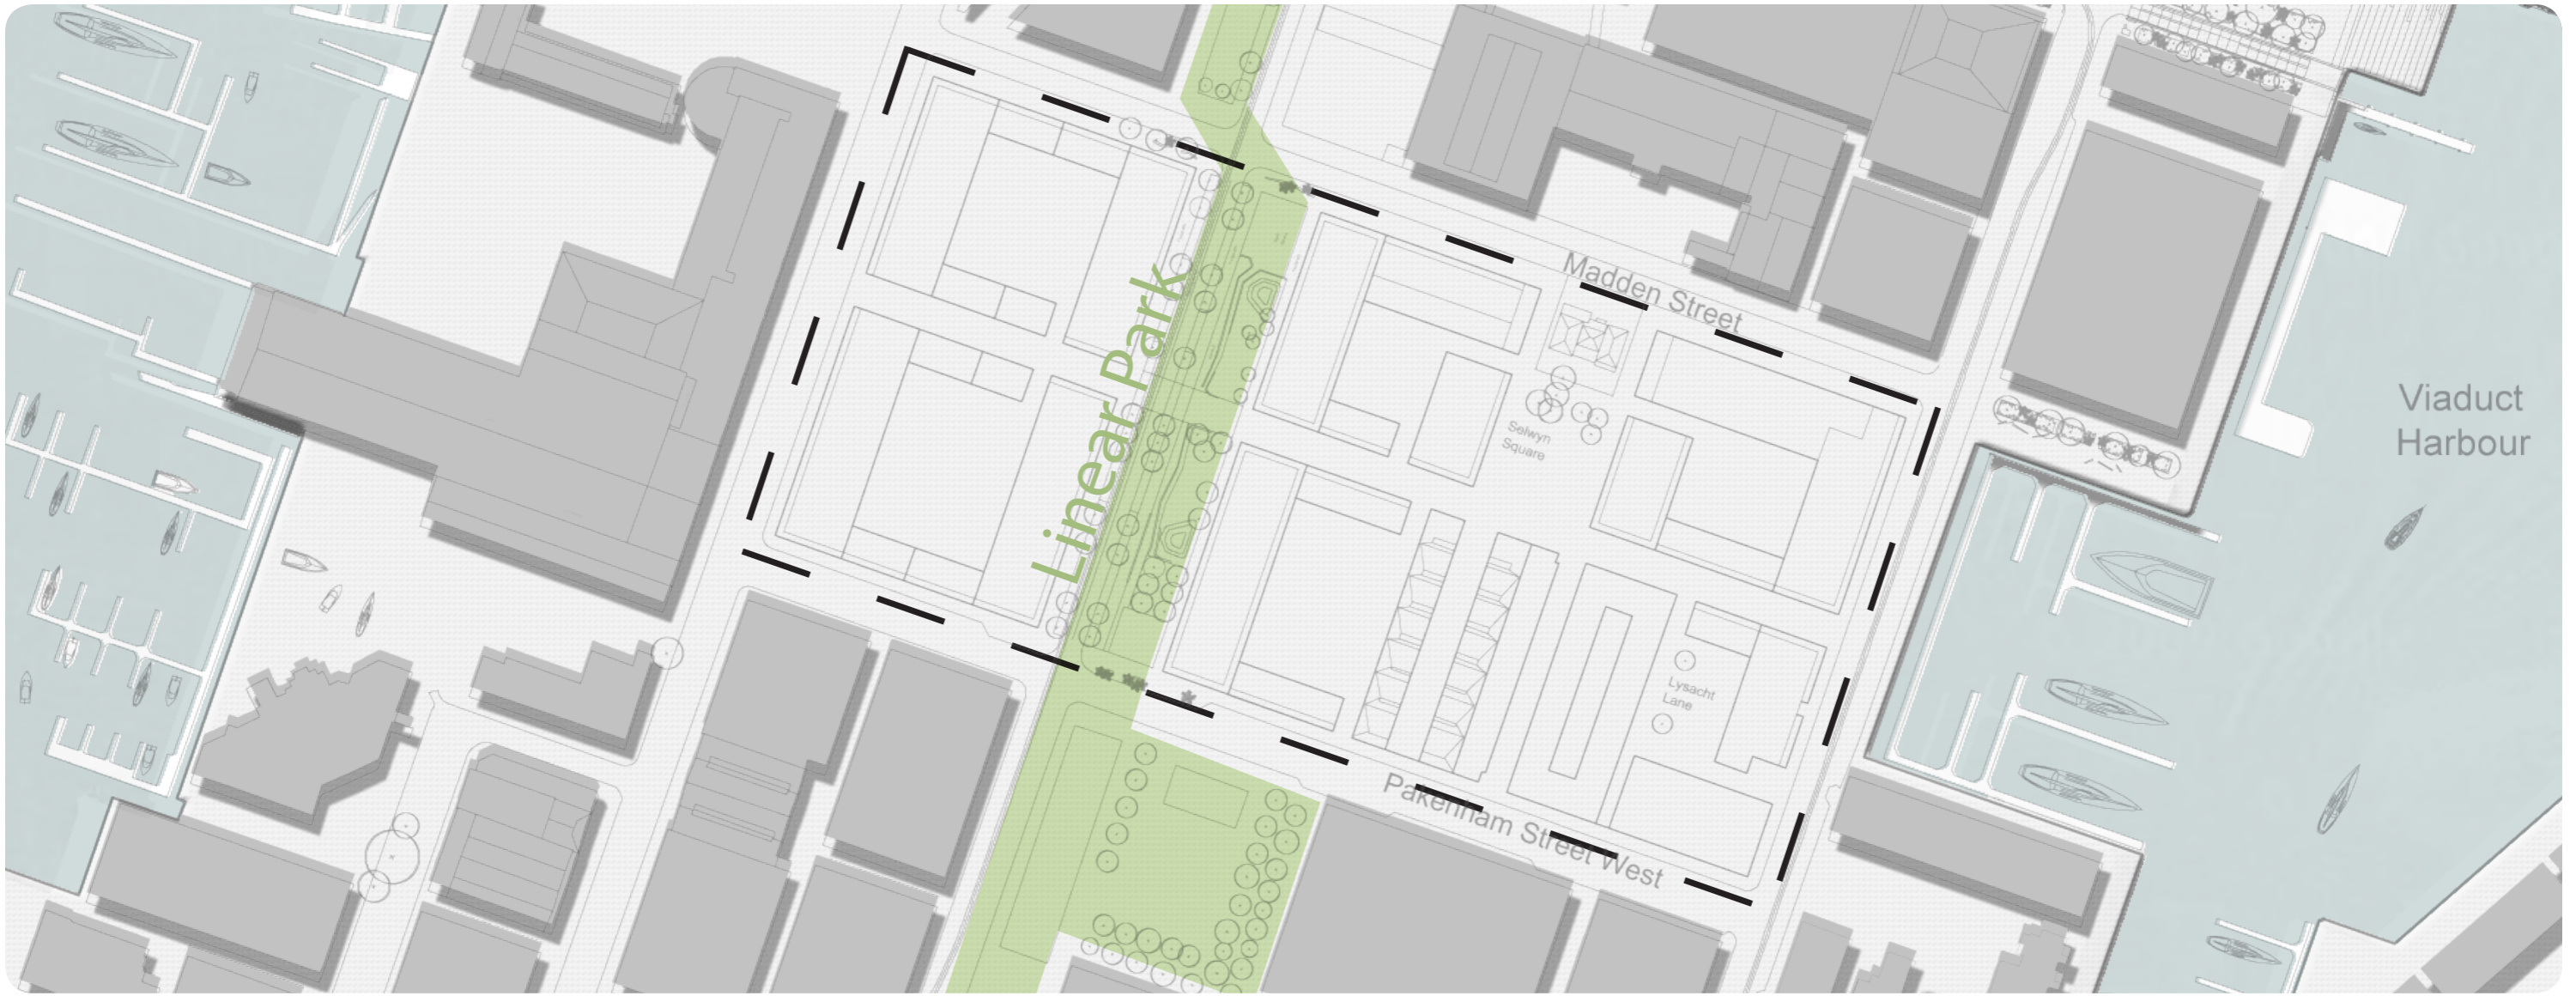 Madden Street
Linear Park
Viaduct
Harbour
Selwyn
Square
Lysacht
Lane
Pakenham Street West